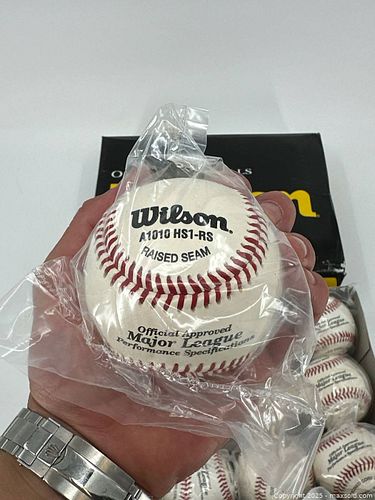 Wilson.
A1010 HS1-RS
RAISED SEAM
Official Approved
Major League
Performance Specifications
Copyright 2025 - maxsold.com